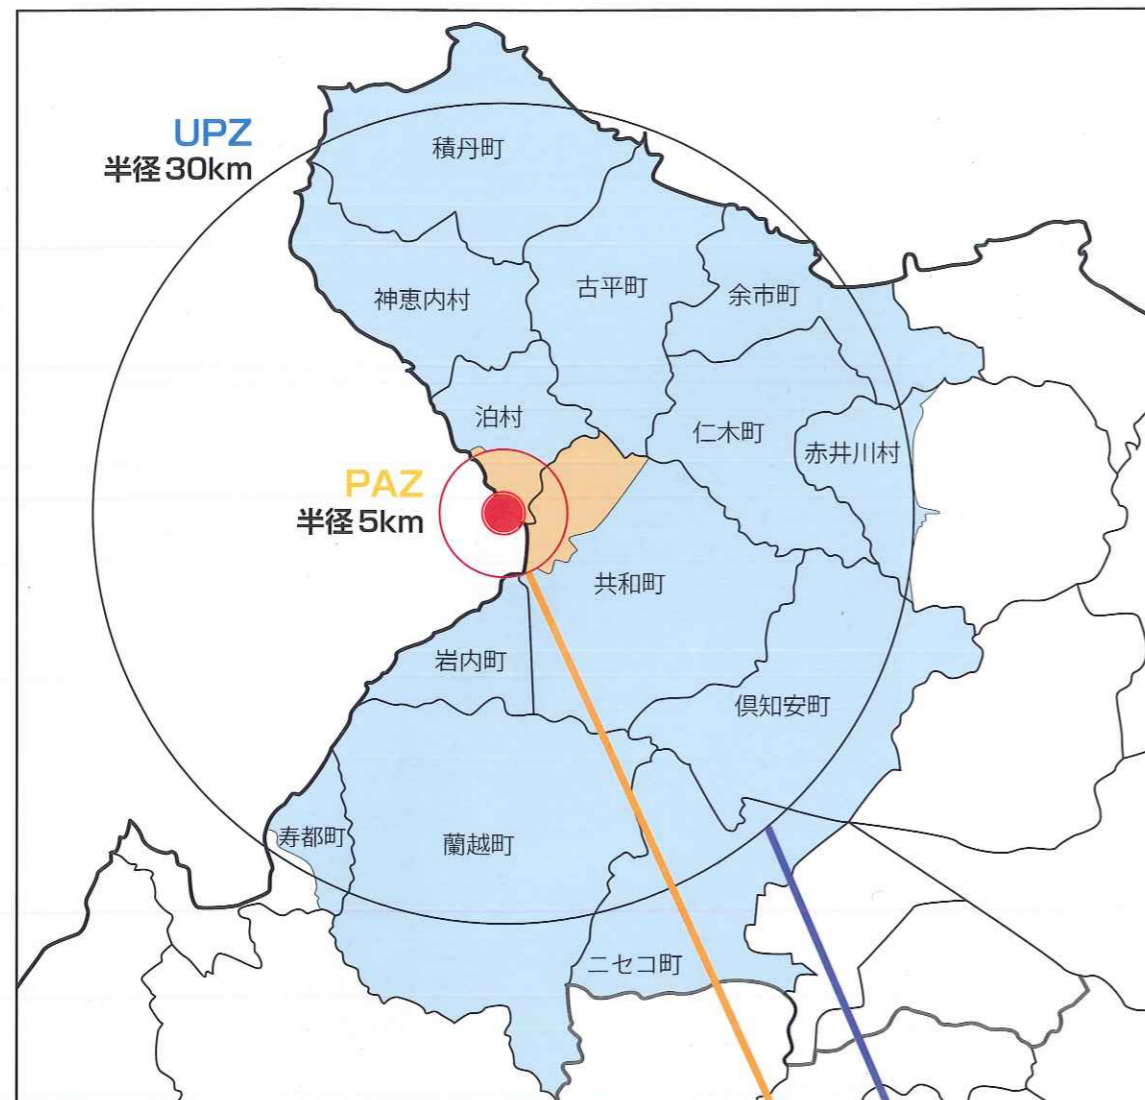 UPZ
半径30km
積丹町
古平町
余市町
神恵内村
泊村
仁木町
赤井川村
PAZ
半径5km
共和町
岩内町
倶知安町
寿都町
蘭越町
ニセコ町